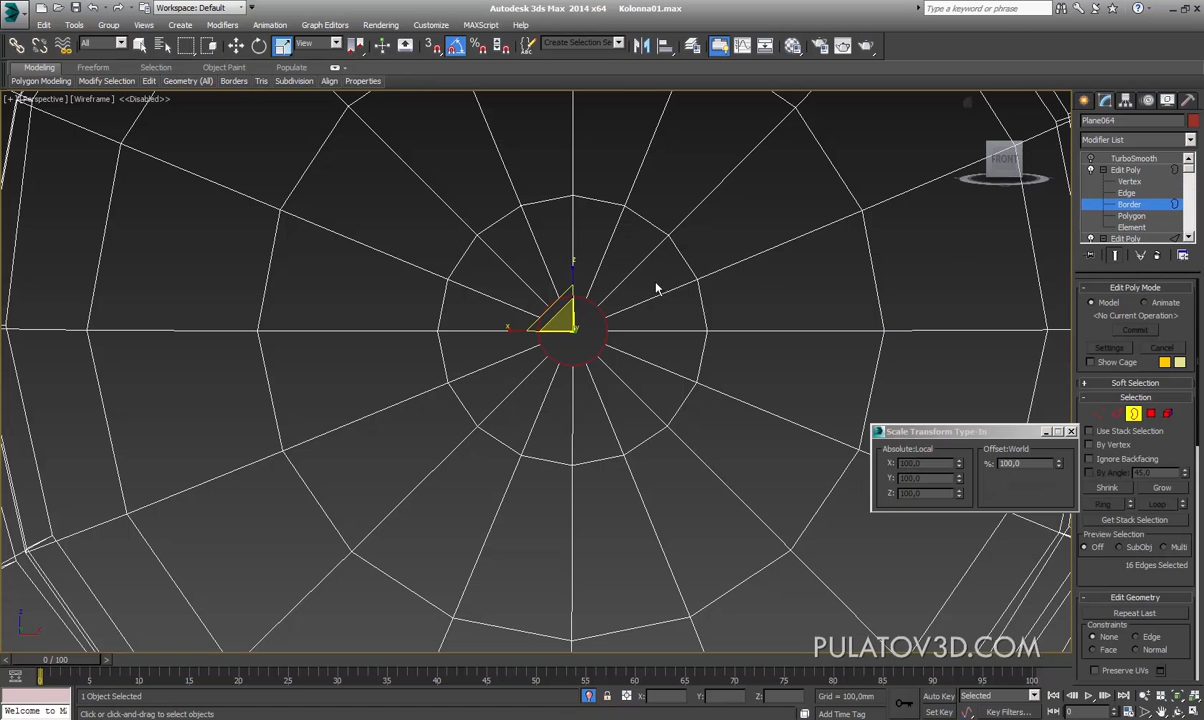 Workspace: Default
Autodesk 3ds Max 2014 x64 Kolonna01.max
Type a keyword or phrase
Edit Tools Group Views Create Modifiers Animation Graph Editors Rendering Customize MAXScript Help
All View Create Selection Se
Modeling Freeform Selection Object Paint Populate
Polygon Modeling Modify Selection Edit Geometry (All) Borders Tris Subdivision Align Properties
[+] [Perspective] [Wireframe] <<Disabled>>
Plane064
Modifier List
FRONT
TurboSmooth
Edit Poly
Vertex
Edge
Border
Polygon
Element
Edit Poly
z
x
y
Edit Poly Mode
Model Animate
<No Current Operation>
Commit
Settings Cancel
Show Cage
Soft Selection
Selection
Use Stack Selection
By Vertex
Ignore Backfacing
By Angle: 45,0
Shrink Grow
Ring Loop
Get Stack Selection
Preview Selection
Off SubObj Multi
16 Edges Selected
Scale Transform Type-In
Absolute:Local Offset:World
X: 100,0 %: 100,0
Y: 100,0
Z: 100,0
Edit Geometry
Repeat Last
Constraints
None Edge
Face Normal
Preserve UVs
PULATOV3D.COM
z
x
0 / 100
0 5 10 15 20 25 30 35 40 45 50 55 60 65 70 75 80 85 90 95 100
1 Object Selected X: Y: Z: Grid = 100,0mm Auto Key Selected
Welcome to M Click or click-and-drag to select objects Add Time Tag Set Key Key Filters... 0